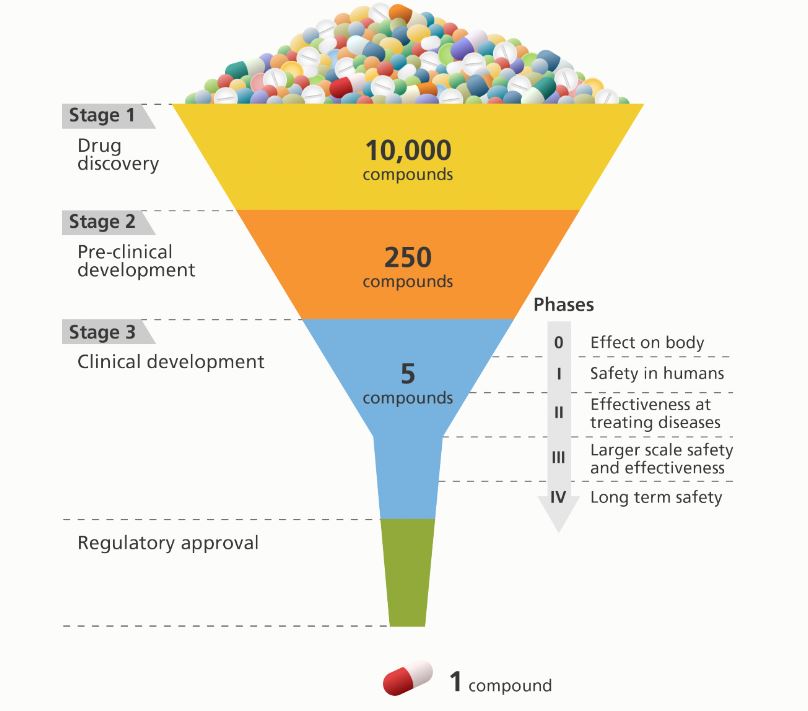 Stage 1
Drug
discovery
10,000
compounds
Stage 2
Pre-clinical
development
250
compounds
Stage 3
Clinical development
5
compounds
Phases
0 Effect on body
I Safety in humans
II Effectiveness at
treating diseases
III Larger scale safety
and effectiveness
IV Long term safety
Regulatory approval
1 compound